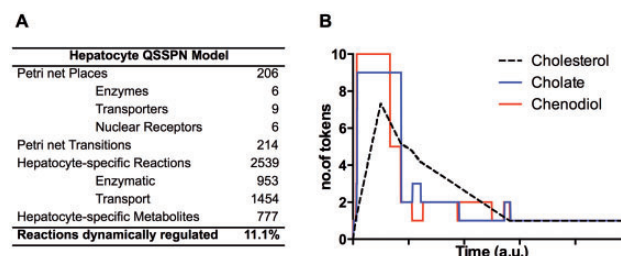 A
Hepatocyte QSSPN Model
Petri net Places 206
Enzymes 6
Transporters 9
Nuclear Receptors 6
Petri net Transitions 214
Hepatocyte-specific Reactions 2539
Enzymatic 953
Transport 1454
Hepatocyte-specific Metabolites 777
Reactions dynamically regulated 11.1%
B
no.of tokens
10
8
6
4
2
0
Cholesterol
Cholate
Chenodiol
Time (a.u.)